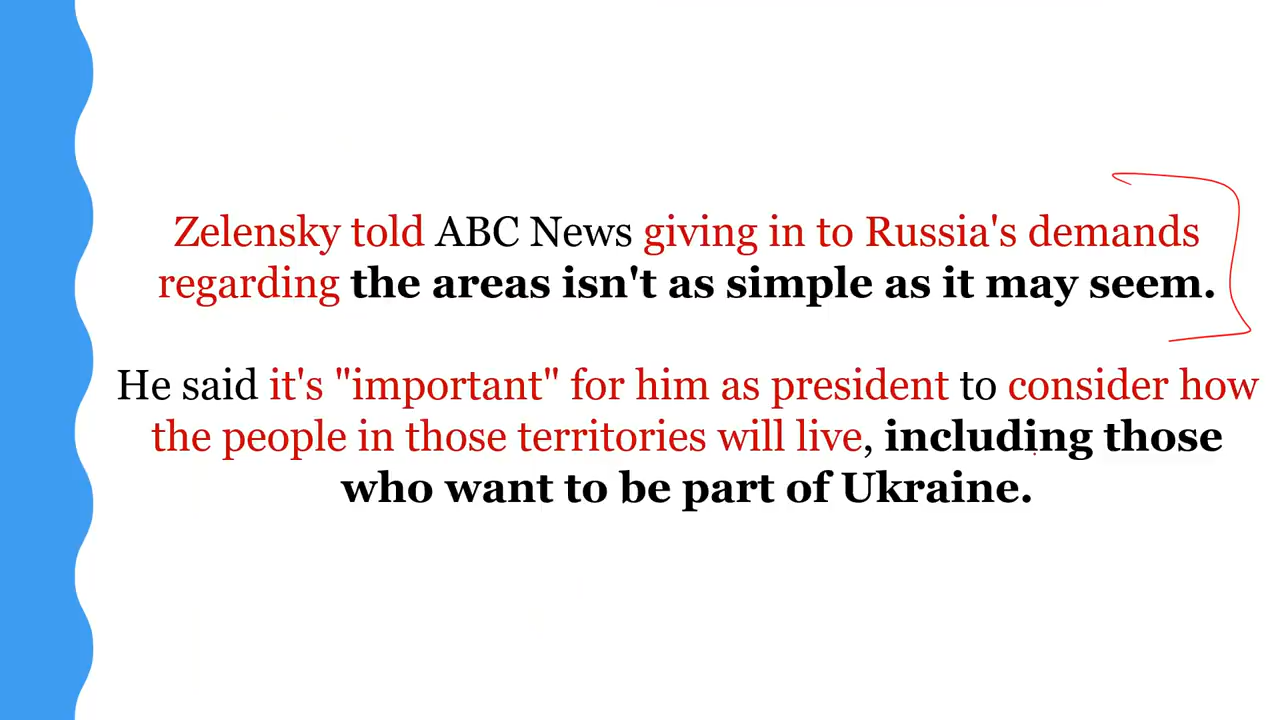 Zelensky told ABC News giving in to Russia's demands
regarding the areas isn't as simple as it may seem.
He said it's "important" for him as president to consider how
the people in those territories will live, including those
who want to be part of Ukraine.